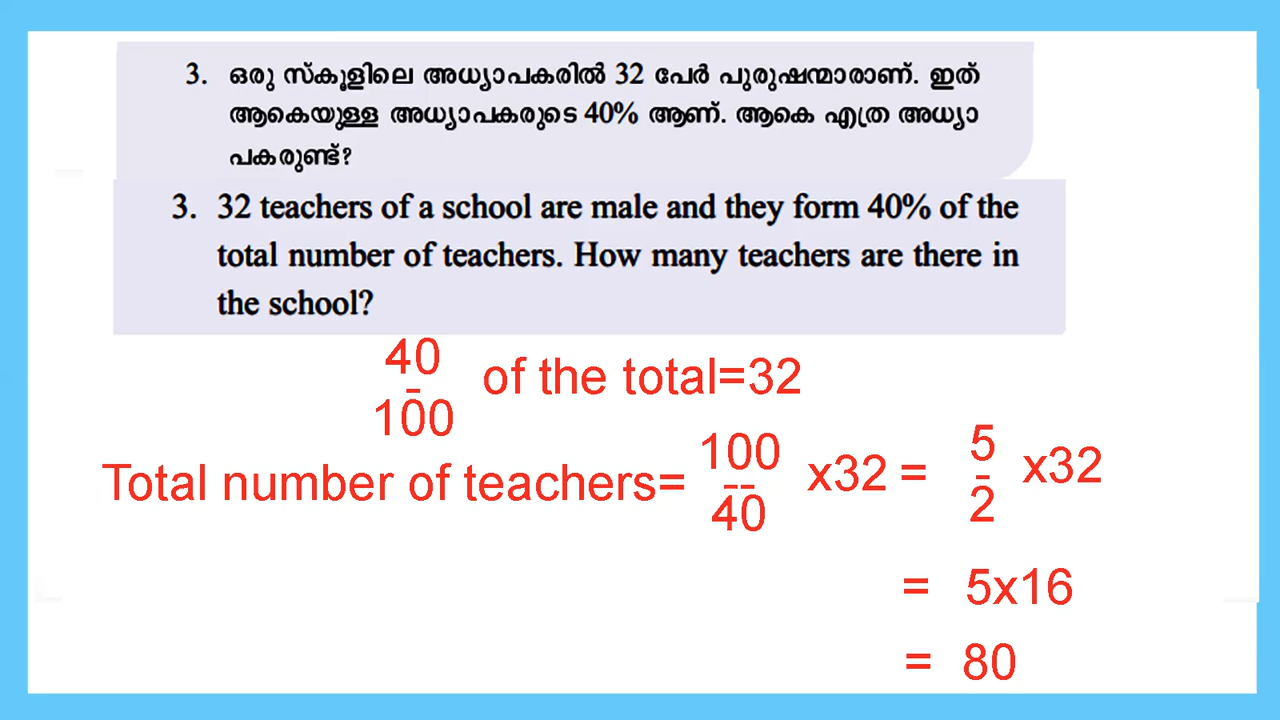 3. ഒരു സ്കൂളിലെ അധ്യാപകരിൽ 32 പേർ പുരുഷന്മാരാണ്. ഇത്
ആകെയുള്ള അധ്യാപകരുടെ 40% ആണ്. ആകെ എത്ര അധ്യാ
പകരുണ്ട്?
3. 32 teachers of a school are male and they form 40% of the
total number of teachers. How many teachers are there in
the school?
40/100 of the total=32
Total number of teachers= 100/40 x32 = 5/2 x32
= 5x16
= 80